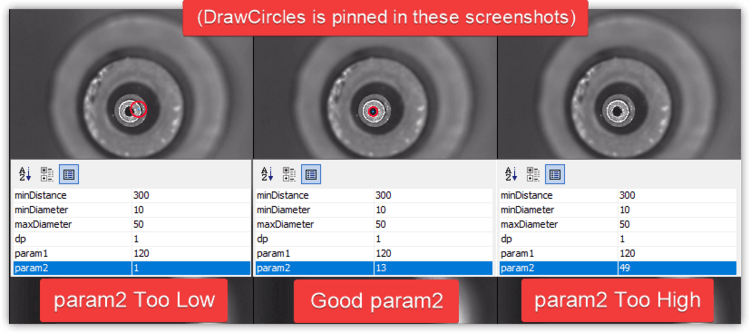 (DrawCircles is pinned in these screenshots)
A
Z
minDistance 300
minDiameter 10
maxDiameter 50
dp 1
param1 120
param2 1
param2 Too Low
A
Z
minDistance 300
minDiameter 10
maxDiameter 50
dp 1
param1 120
param2 13
Good param2
A
Z
minDistance 300
minDiameter 10
maxDiameter 50
dp 1
param1 120
param2 49
param2 Too High